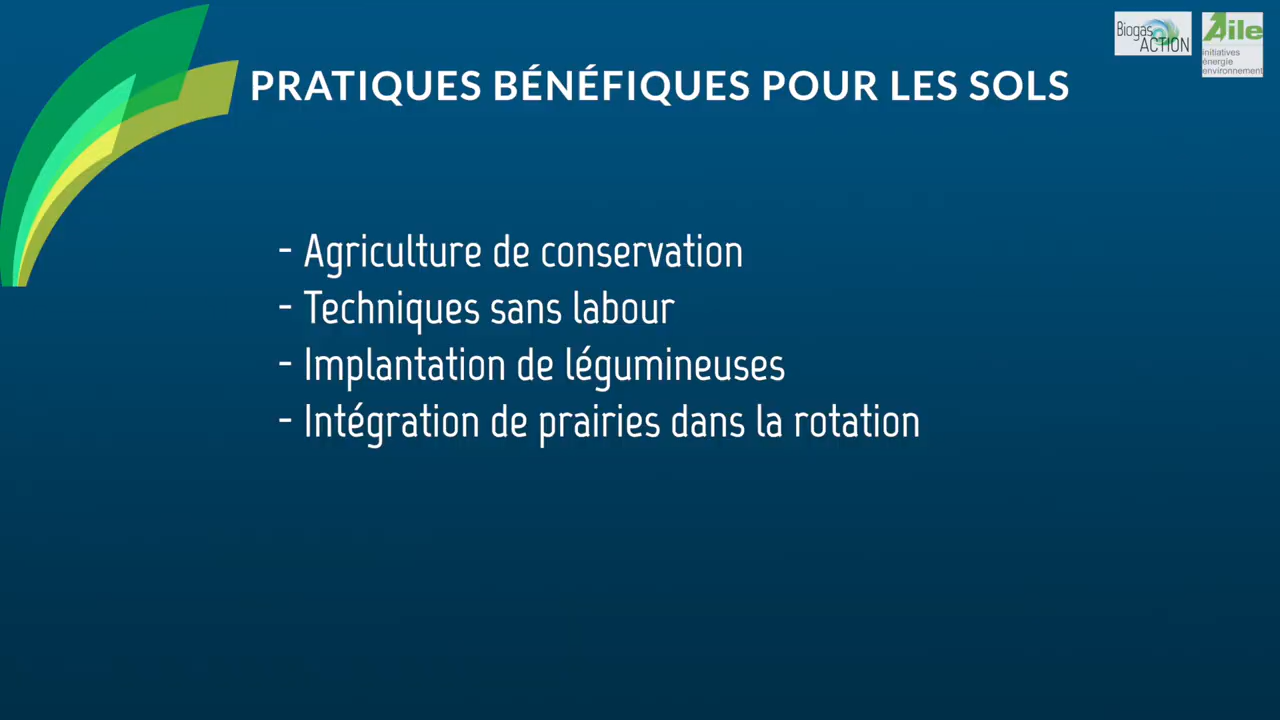 Biogas
ACTION
Aile
initiatives
énergie
environnement
PRATIQUES BÉNÉFIQUES POUR LES SOLS
- Agriculture de conservation
- Techniques sans labour
- Implantation de légumineuses
- Intégration de prairies dans la rotation